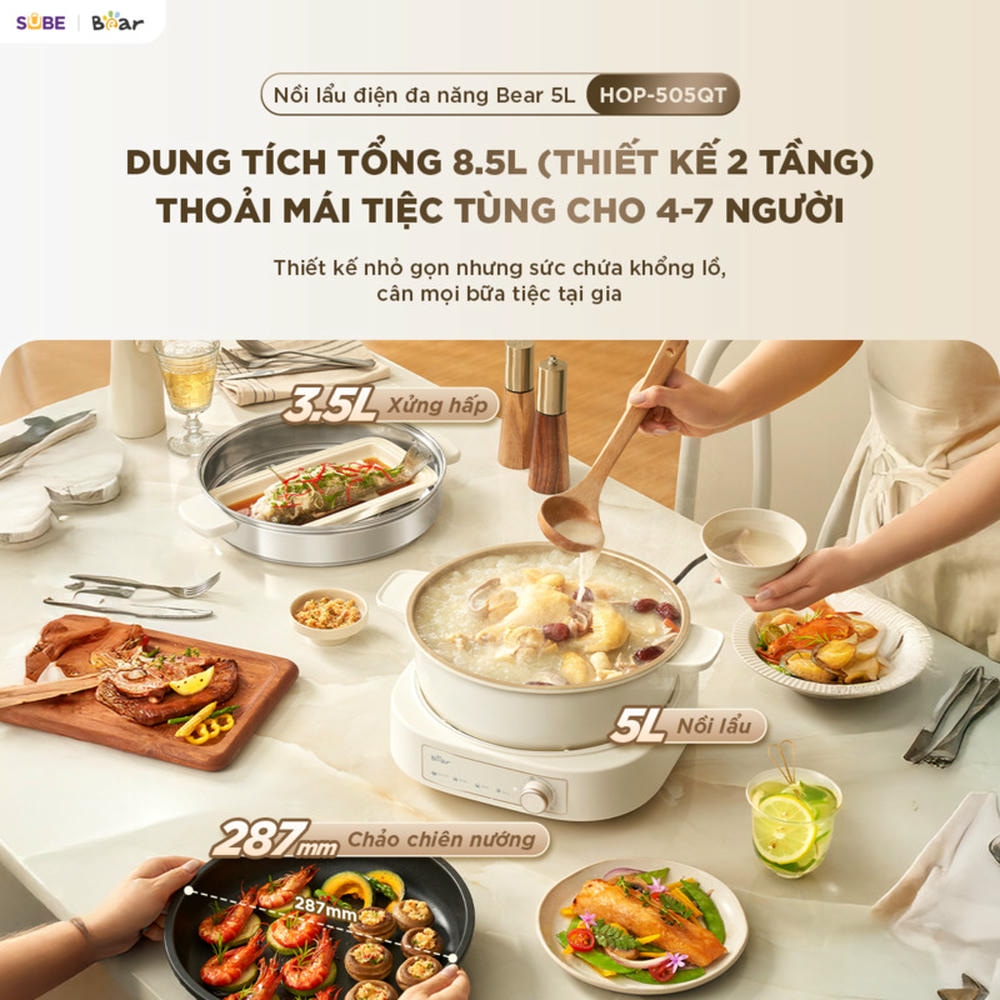 SUBE | Bear
Nồi lẩu điện đa năng Bear 5L HOP-505QT
DUNG TÍCH TỔNG 8.5L (THIẾT KẾ 2 TẦNG)
THOẢI MÁI TIỆC TÙNG CHO 4-7 NGƯỜI
Thiết kế nhỏ gọn nhưng sức chứa khổng lồ,
cân mọi bữa tiệc tại gia
3.5L Xửng hấp
5L Nồi lẩu
Bear
287mm Chảo chiên nướng
287mm